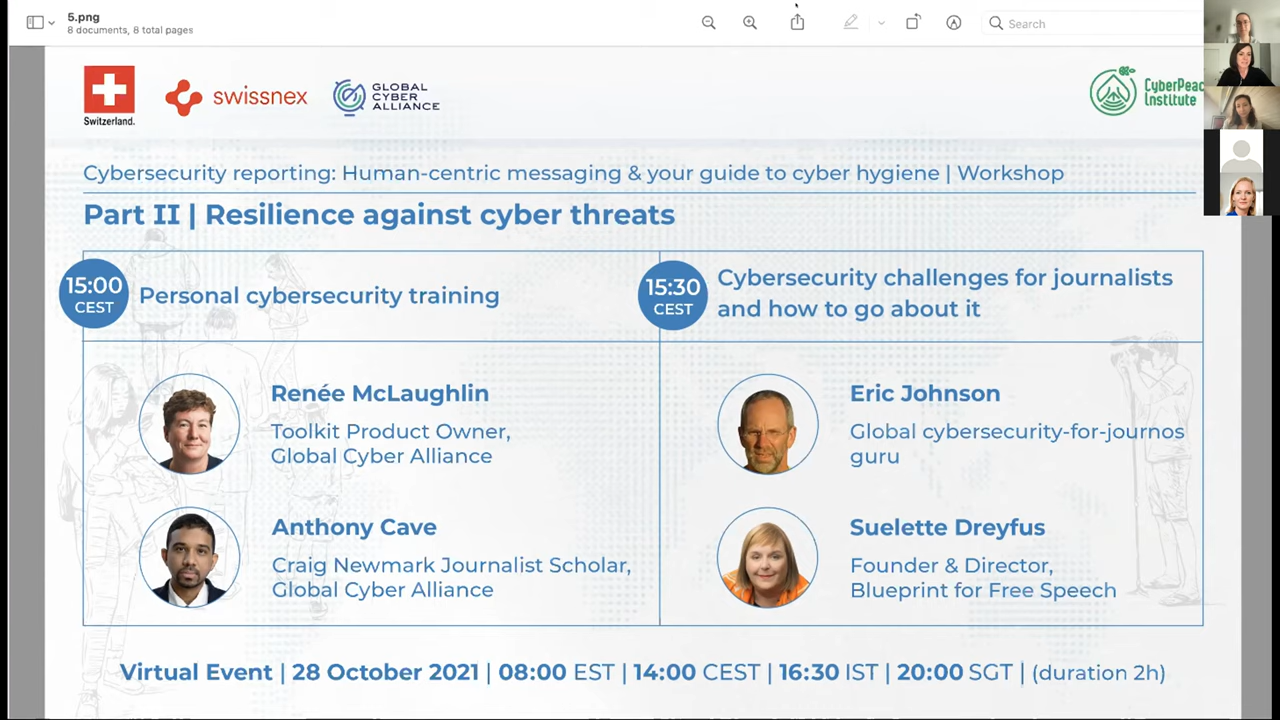 5.png
8 documents, 8 total pages
Search
Switzerland.
swissnex
GLOBAL
CYBER
ALLIANCE
CyberPeac
Institute
Cybersecurity reporting: Human-centric messaging & your guide to cyber hygiene | Workshop
Part II | Resilience against cyber threats
15:00
CEST
Personal cybersecurity training
15:30
CEST
Cybersecurity challenges for journalists
and how to go about it
Renée McLaughlin
Toolkit Product Owner,
Global Cyber Alliance
Anthony Cave
Craig Newmark Journalist Scholar,
Global Cyber Alliance
Eric Johnson
Global cybersecurity-for-journos
guru
Suelette Dreyfus
Founder & Director,
Blueprint for Free Speech
Virtual Event | 28 October 2021 | 08:00 EST | 14:00 CEST | 16:30 IST | 20:00 SGT | (duration 2h)